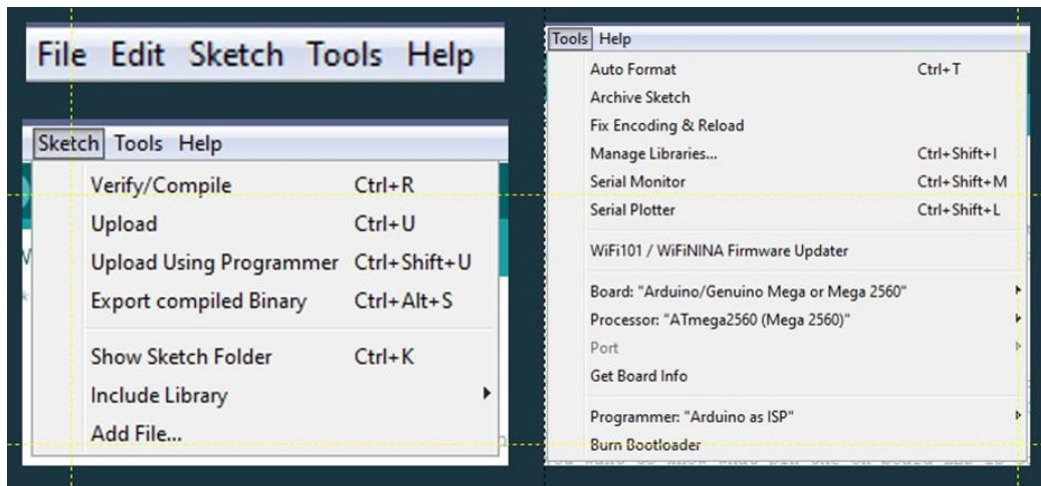 File Edit Sketch Tools Help
Sketch Tools Help
Verify/Compile Ctrl+R
Upload Ctrl+U
Upload Using Programmer Ctrl+Shift+U
Export compiled Binary Ctrl+Alt+S
Show Sketch Folder Ctrl+K
Include Library
Add File...
Tools Help
Auto Format Ctrl+T
Archive Sketch
Fix Encoding & Reload
Manage Libraries... Ctrl+Shift+I
Serial Monitor Ctrl+Shift+M
Serial Plotter Ctrl+Shift+L
WiFi101 / WiFiNINA Firmware Updater
Board: "Arduino/Genuino Mega or Mega 2560"
Processor: "ATmega2560 (Mega 2560)"
Port
Get Board Info
Programmer: "Arduino as ISP"
Burn Bootloader